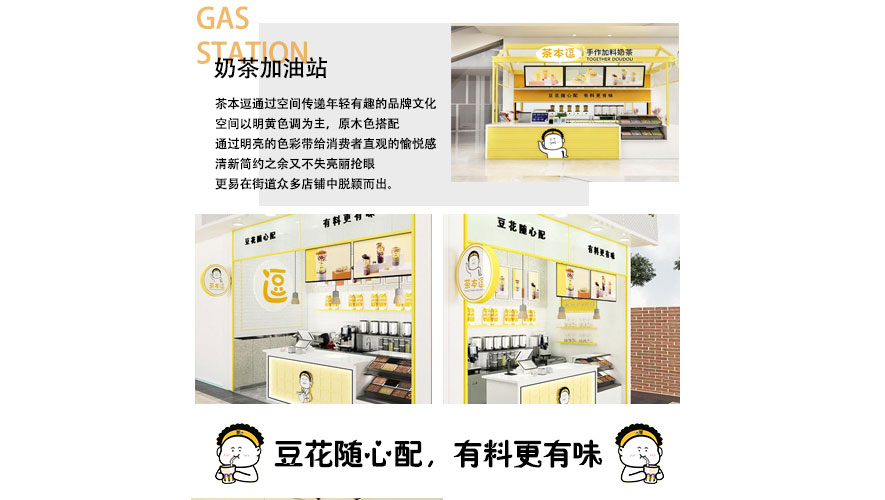 GAS
STATION
奶茶加油站
茶本逗通过空间传递年轻有趣的品牌文化
空间以明黄色调为主，原木色搭配
通过明亮的色彩带给消费者直观的愉悦感
清新简约之余又不失亮丽抢眼
更易在街道众多店铺中脱颖而出。
茶本逗
手作加料奶茶
TOGETHER DOUDOU
豆花随心配 有料更有味
豆花随心配
有料更有味
茶本逗
逗
豆花随心配
有料更有味
茶本逗
豆花随心配，有料更有味